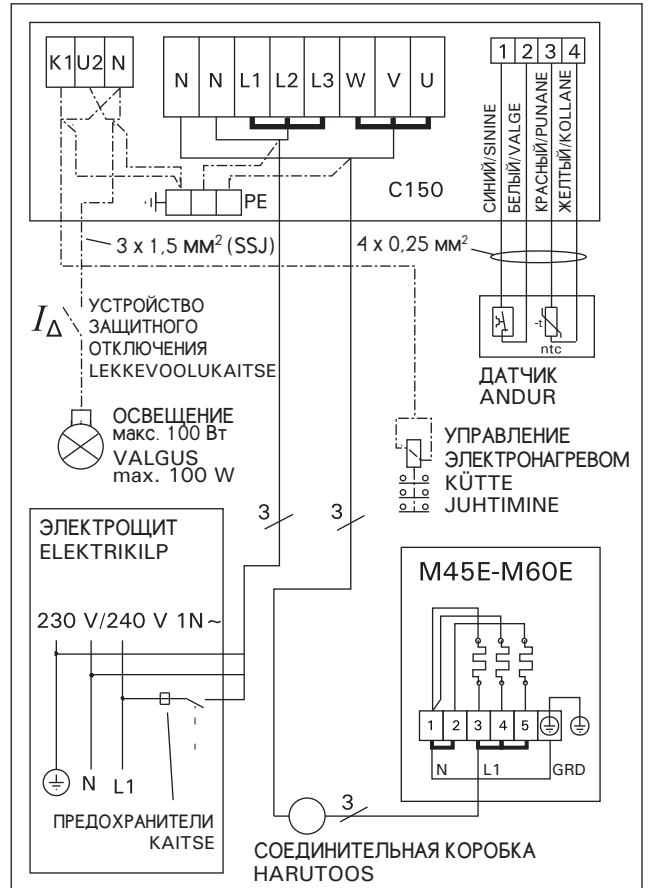 K1 U2 N
N N L1 L2 L3 W V U
1 2 3 4
СИНИЙ/SININE
БЕЛЫЙ/VALGE
КРАСНЫЙ/PUNANE
ЖЕЛТЫЙ/KOLLANE
C150
PE
3 x 1,5 мм² (SSJ)
4 x 0,25 мм²
I∆
УСТРОЙСТВО
ЗАЩИТНОГО
ОТКЛЮЧЕНИЯ
LEKKEVOOLUKAITSE
-t
ntc
ДАТЧИК
ANDUR
ОСВЕЩЕНИЕ
макс. 100 Вт
VALGUS
max. 100 W
УПРАВЛЕНИЕ
ЭЛЕКТРОНАГРЕВОМ
KÜTTE
JUHTIMINE
3
3
ЭЛЕКТРОЩИТ
ELEKTRIKILP
230 V/240 V 1N~
N L1
ПРЕДОХРАНИТЕЛИ
KAITSE
M45E-M60E
1 2 3 4 5
N L1 GRD
3
СОЕДИНИТЕЛЬНАЯ КОРОБКА
HARUTOOS